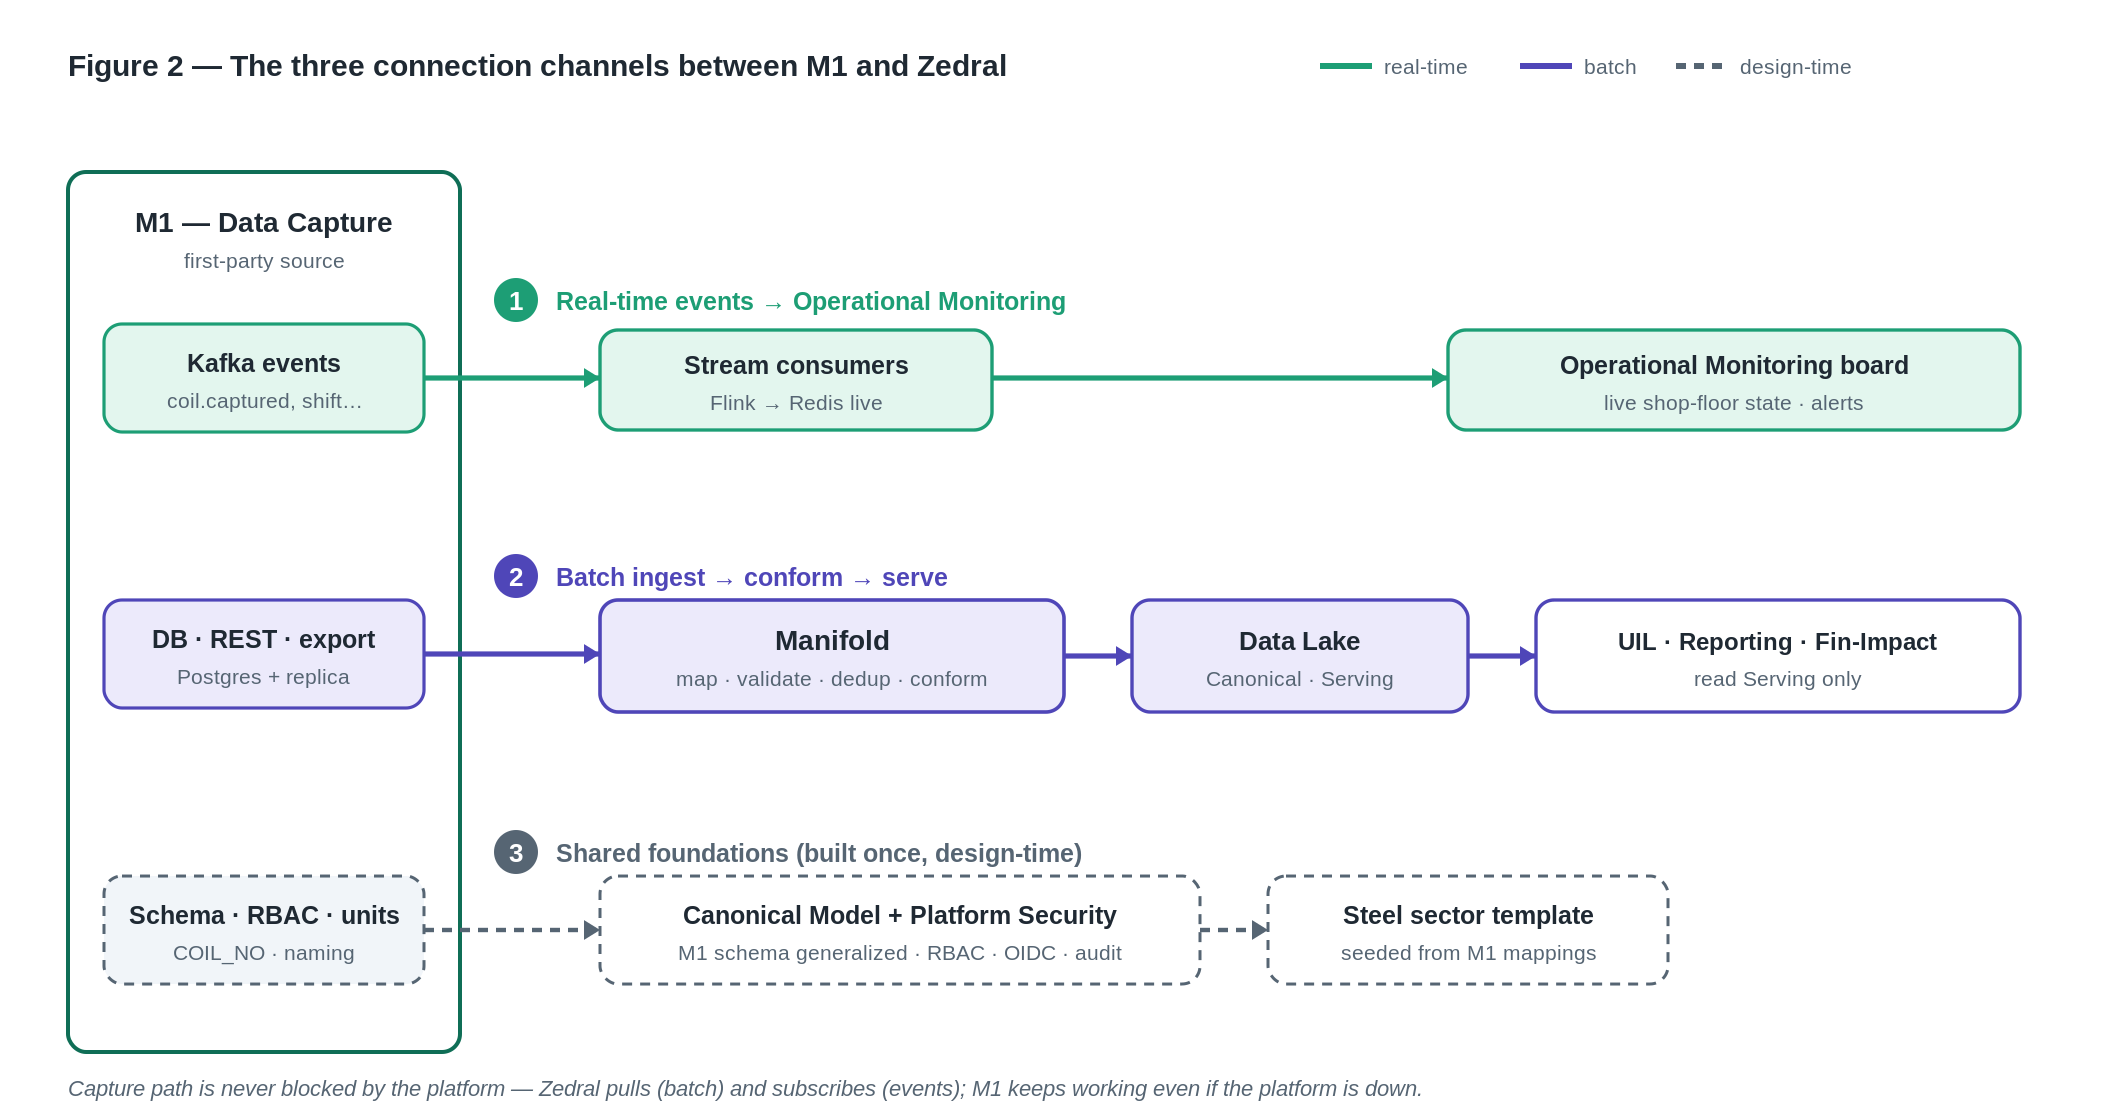 Figure 2 — The three connection channels between M1 and Zedral
real-time
batch
design-time
M1 — Data Capture
first-party source
1
Real-time events → Operational Monitoring
Kafka events
coil.captured, shift…
Stream consumers
Flink → Redis live
Operational Monitoring board
live shop-floor state · alerts
2
Batch ingest → conform → serve
DB · REST · export
Postgres + replica
Manifold
map · validate · dedup · conform
Data Lake
Canonical · Serving
UIL · Reporting · Fin-Impact
read Serving only
3
Shared foundations (built once, design-time)
Schema · RBAC · units
COIL_NO · naming
Canonical Model + Platform Security
M1 schema generalized · RBAC · OIDC · audit
Steel sector template
seeded from M1 mappings
Capture path is never blocked by the platform — Zedral pulls (batch) and subscribes (events); M1 keeps working even if the platform is down.